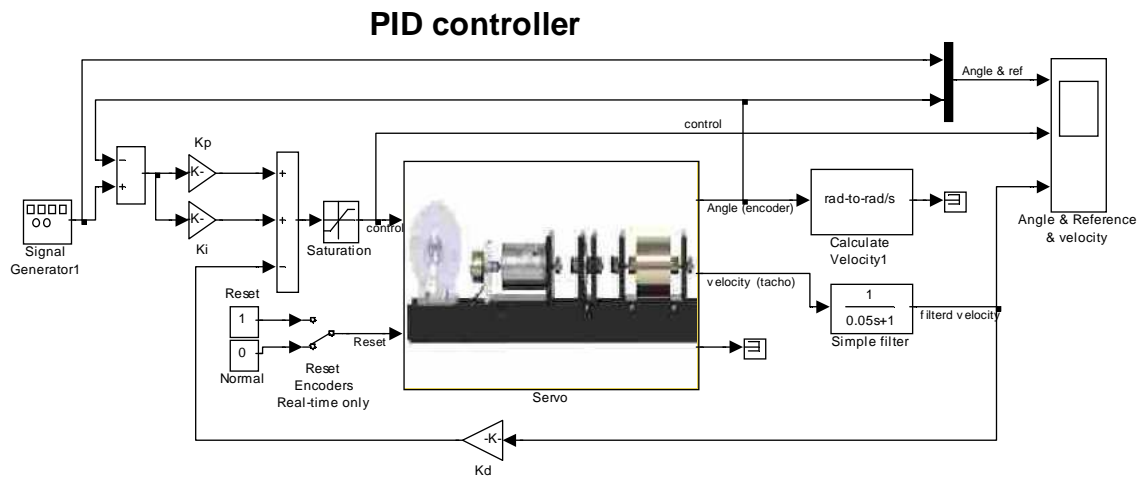 PID controller
Angle & ref
control
Kp
K-
−
+
+
K-
Ki
+
−
Signal
Generator1
Saturation
control
Angle (encoder)
rad-to-rad/s
Calculate
Velocity1
Angle & Reference
& velocity
velocity (tacho)
1
0.05s+1
Simple filter
filterd velocity
Reset
1
0
Normal
Reset
Reset
Encoders
Real-time only
Servo
-K-
Kd